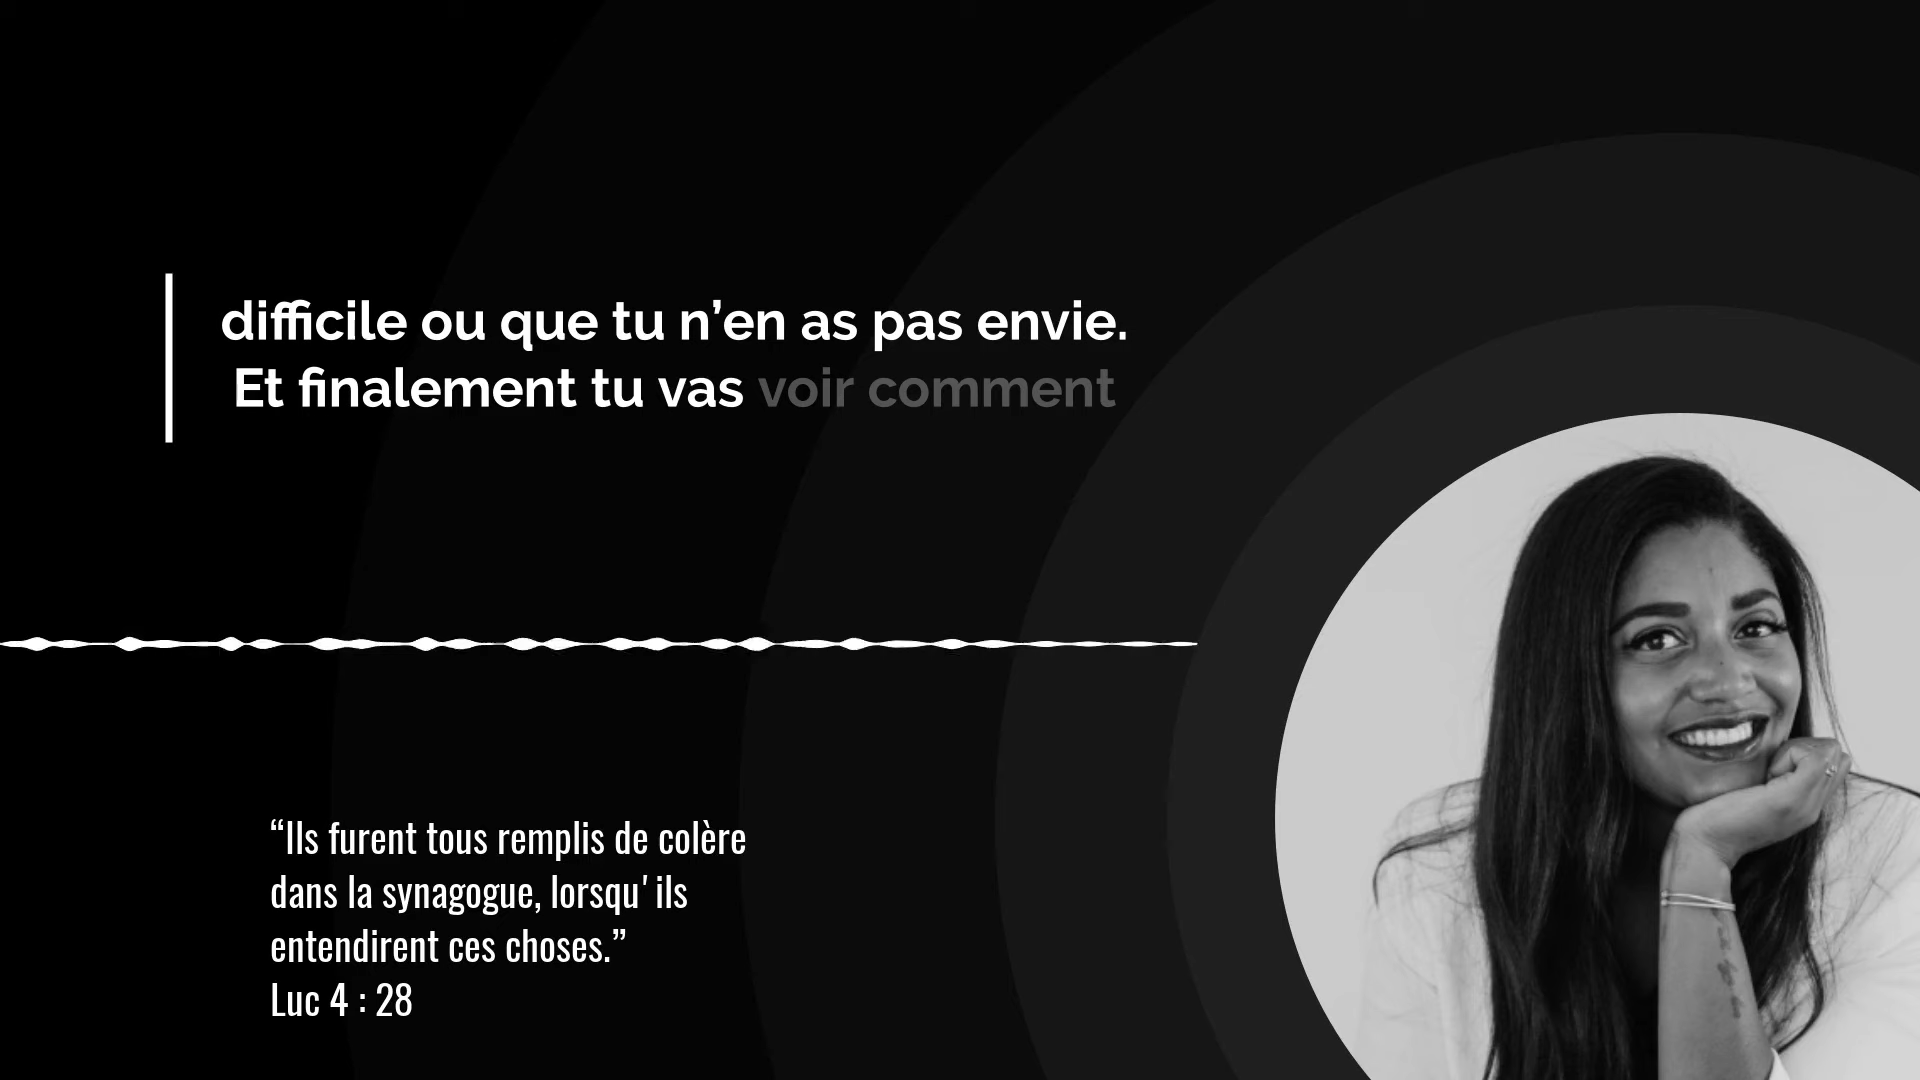 difficile ou que tu n’en as pas envie.
Et finalement tu vas voir comment
“Ils furent tous remplis de colère
dans la synagogue, lorsqu'ils
entendirent ces choses.”
Luc 4 : 28